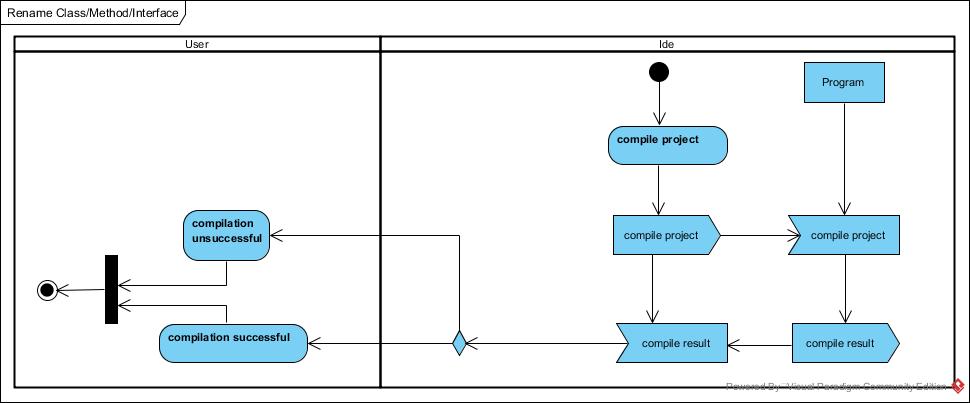 Rename Class/Method/Interface
User
Ide
Program
compile project
compilation
unsuccessful
compile project
compile project
compilation successful
compile result
compile result
Powered By Visual Paradigm Community Edition